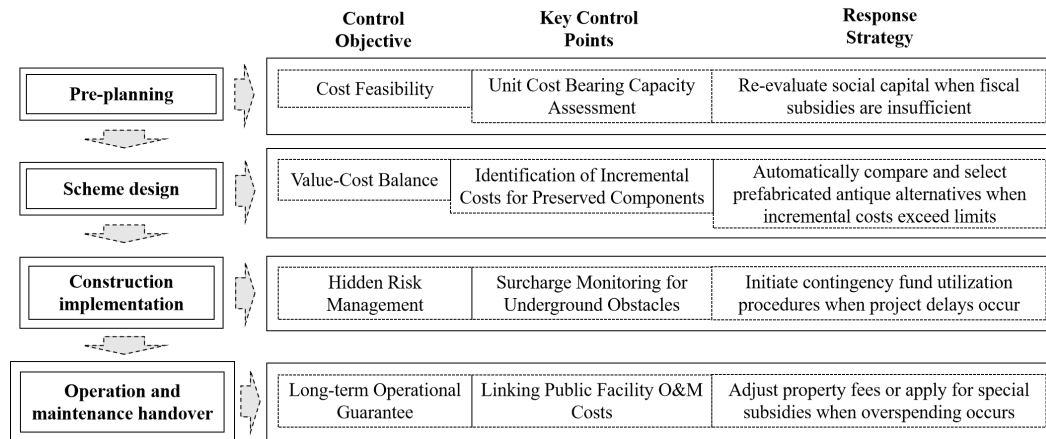 Control
Objective
Key Control
Points
Response
Strategy
Pre-planning
Cost Feasibility
Unit Cost Bearing Capacity
Assessment
Re-evaluate social capital when fiscal
subsidies are insufficient
Scheme design
Value-Cost Balance
Identification of Incremental
Costs for Preserved Components
Automatically compare and select
prefabricated antique alternatives when
incremental costs exceed limits
Construction
implementation
Hidden Risk
Management
Surcharge Monitoring for
Underground Obstacles
Initiate contingency fund utilization
procedures when project delays occur
Operation and
maintenance handover
Long-term Operational
Guarantee
Linking Public Facility O&M
Costs
Adjust property fees or apply for special
subsidies when overspending occurs